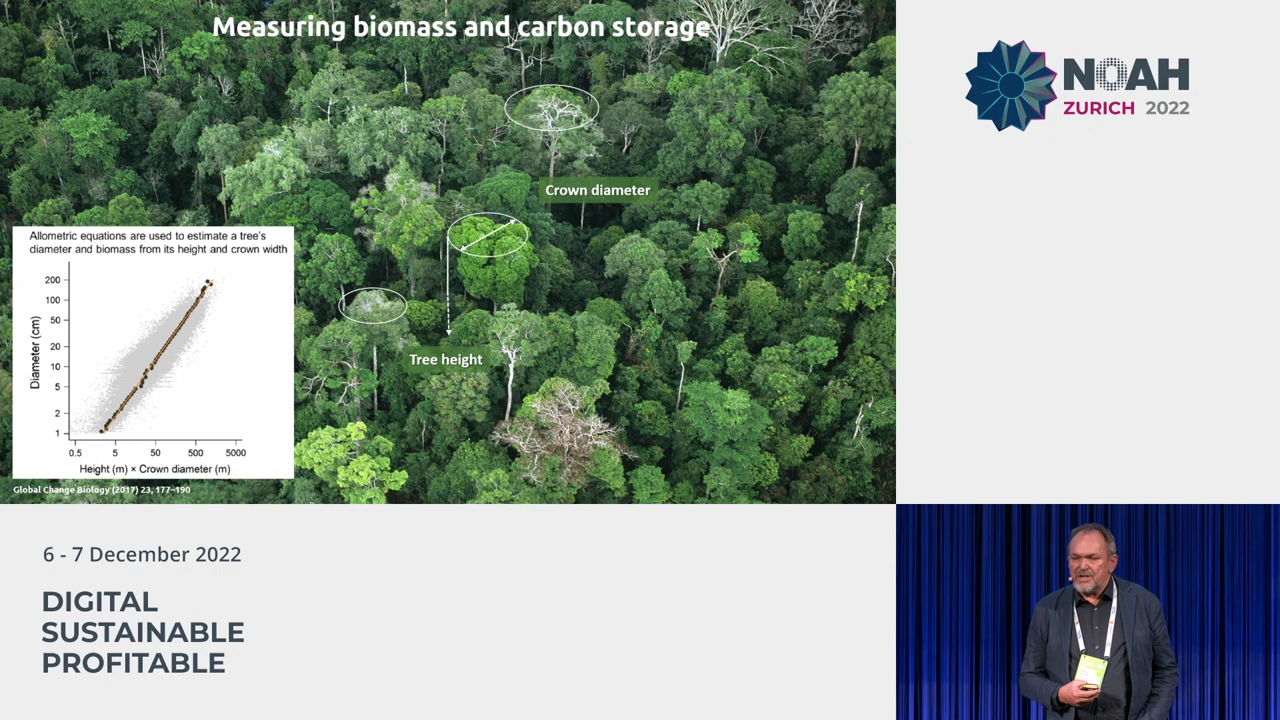 Measuring biomass and carbon storage
NOAH
ZURICH 2022
Crown diameter
Allometric equations are used to estimate a tree's
diameter and biomass from its height and crown width
200
100
50
20
10
5
2
1
Diameter (cm)
0.5 5 50 500 5000
Height (m) × Crown diameter (m)
Tree height
Global Change Biology (2017) 23, 177–190
6 - 7 December 2022
DIGITAL
SUSTAINABLE
PROFITABLE